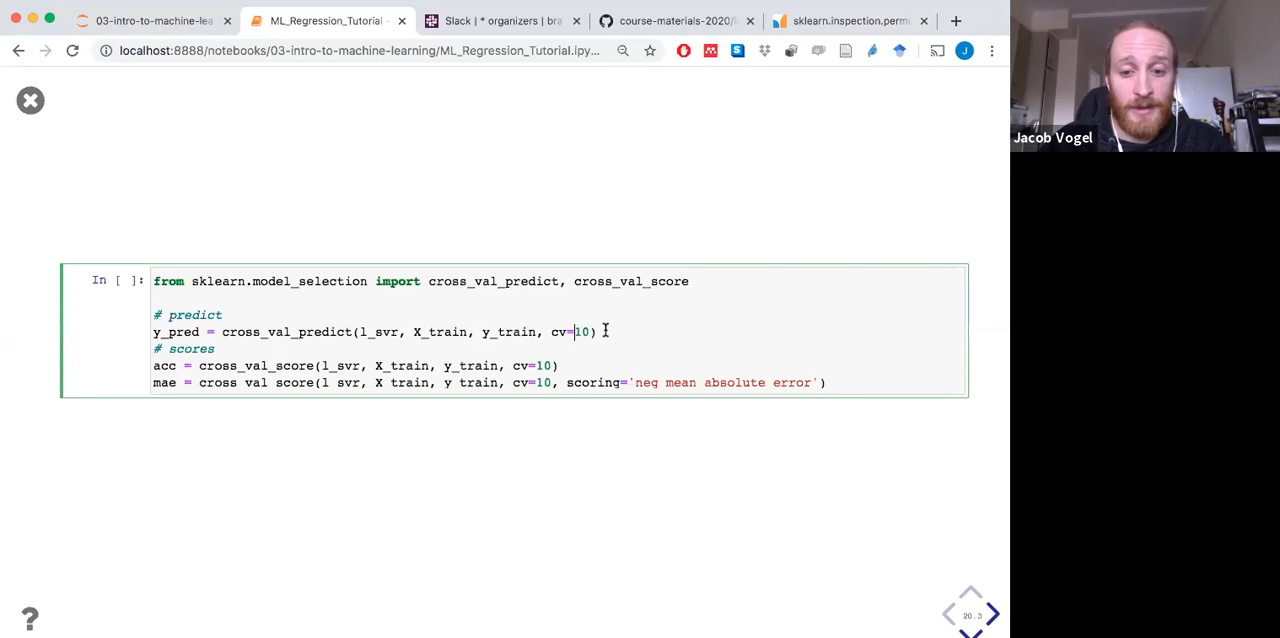 03-intro-to-machine-lea
ML_Regression_Tutorial -
Slack | * organizers | bra
course-materials-2020/
sklearn.inspection.perm
localhost:8888/notebooks/03-intro-to-machine-learning/ML_Regression_Tutorial.ipy...
S
J
Jacob Vogel
In [ ]:
from sklearn.model_selection import cross_val_predict, cross_val_score
# predict
y_pred = cross_val_predict(l_svr, X_train, y_train, cv=10)
# scores
acc = cross_val_score(l_svr, X_train, y_train, cv=10)
mae = cross_val_score(l_svr, X_train, y_train, cv=10, scoring='neg_mean_absolute_error')
?
20.3